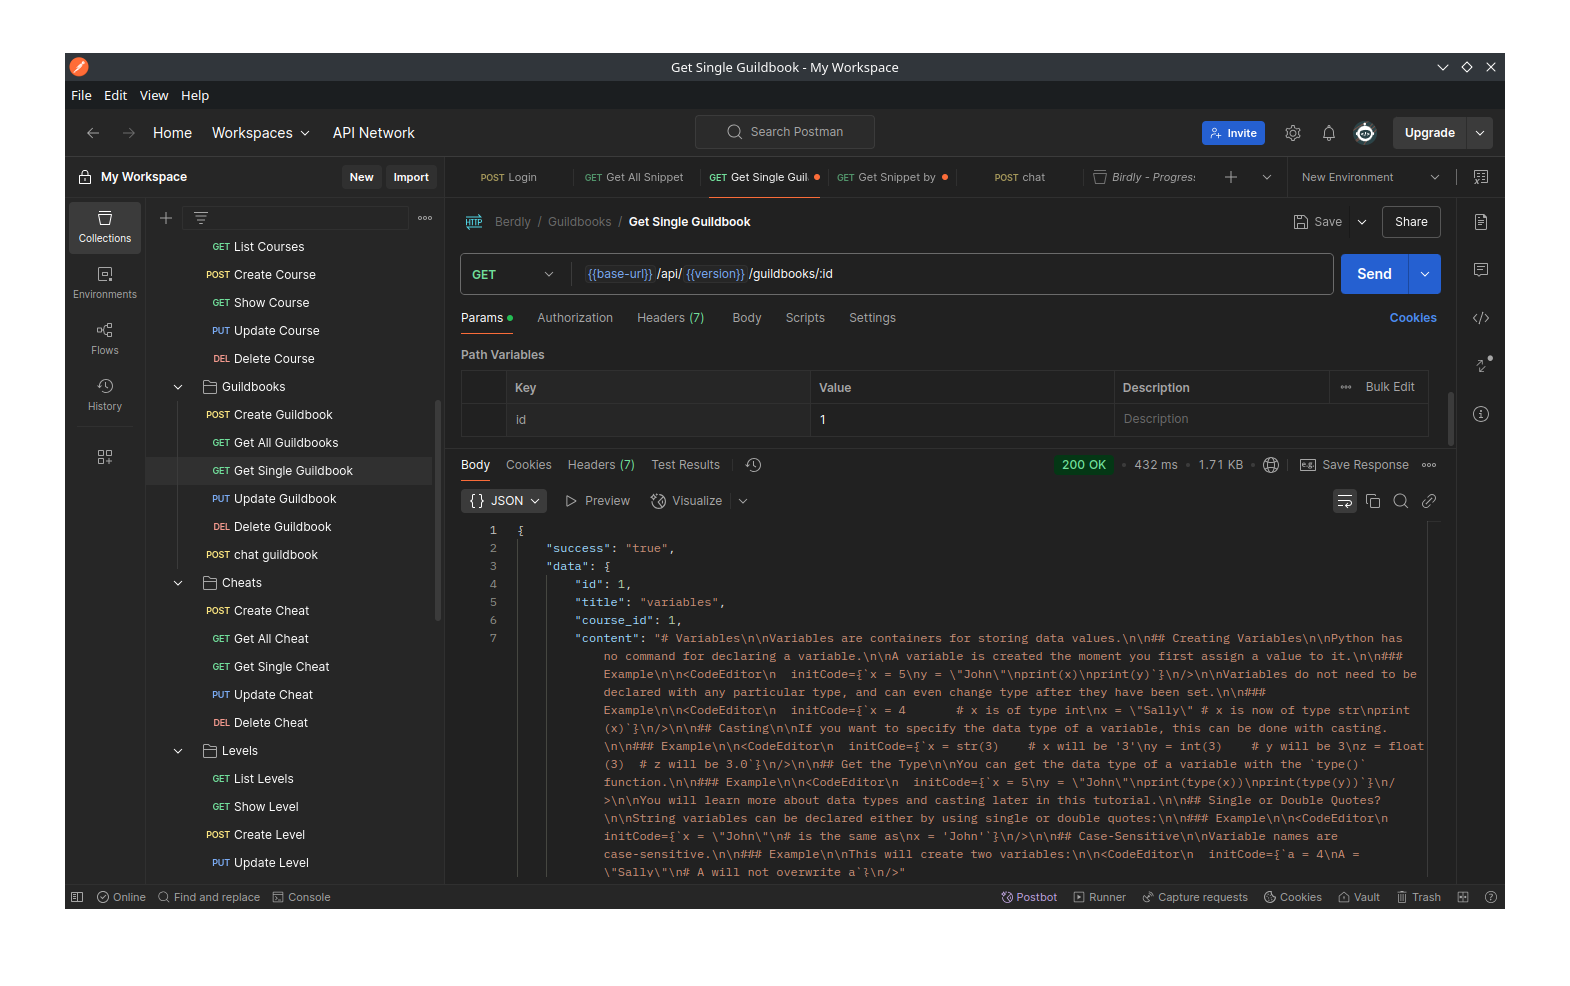 Get Single Guildbook - My Workspace
File Edit View Help
Home Workspaces API Network
Search Postman
Invite
Upgrade
My Workspace
New Import
POST Login
GET Get All Snippet
GET Get Single Guil
GET Get Snippet by
POST chat
Birdly - Progres
New Environment
Collections
Environments
Flows
History
GET List Courses
POST Create Course
GET Show Course
PUT Update Course
DEL Delete Course
Guildbooks
POST Create Guildbook
GET Get All Guildbooks
GET Get Single Guildbook
PUT Update Guildbook
DEL Delete Guildbook
POST chat guildbook
Cheats
POST Create Cheat
GET Get All Cheat
GET Get Single Cheat
PUT Update Cheat
DEL Delete Cheat
Levels
GET List Levels
GET Show Level
POST Create Level
PUT Update Level
HTTP Berdly / Guildbooks / Get Single Guildbook
Save Share
GET {{base-url}} /api/ {{version}} /guildbooks/:id
Send
Params Authorization Headers (7) Body Scripts Settings
Cookies
Path Variables
Key Value Description Bulk Edit
id 1 Description
Body Cookies Headers (7) Test Results
200 OK • 432 ms • 1.71 KB • e.g. Save Response
{ } JSON Preview Visualize
1 {
2 "success": "true",
3 "data": {
4 "id": 1,
5 "title": "variables",
6 "course_id": 1,
7 "content": "# Variables\n\nVariables are containers for storing data values.\n\n## Creating Variables\n\nPython has
no command for declaring a variable.\n\nA variable is created the moment you first assign a value to it.\n\n###
Example\n\n<CodeEditor\n  initCode={`x = 5\ny = \"John\"\nprint(x)\nprint(y)`}\n/>\n\nVariables do not need to be
declared with any particular type, and can even change type after they have been set.\n\n###
Example\n\n<CodeEditor\n  initCode={`x = 4       # x is of type int\nx = \"Sally\" # x is now of type str\nprint
(x)`}\n/>\n\n## Casting\n\nIf you want to specify the data type of a variable, this can be done with casting.
\n\n### Example\n\n<CodeEditor\n  initCode={`x = str(3)    # x will be '3'\ny = int(3)    # y will be 3\nz = float
(3)  # z will be 3.0`}\n/>\n\n## Get the Type\n\nYou can get the data type of a variable with the `type()`
function.\n\n### Example\n\n<CodeEditor\n  initCode={`x = 5\ny = \"John\"\nprint(type(x))\nprint(type(y))`}\n/
>\n\nYou will learn more about data types and casting later in this tutorial.\n\n## Single or Double Quotes?
\n\nString variables can be declared either by using single or double quotes:\n\n### Example\n\n<CodeEditor\n
initCode={`x = \"John\"\n# is the same as\nx = 'John'`}\n/>\n\n## Case-Sensitive\n\nVariable names are
case-sensitive.\n\n### Example\n\nThis will create two variables:\n\n<CodeEditor\n  initCode={`a = 4\nA =
\"Sally\"\n# A will not overwrite a`}\n/>"
Online Find and replace Console
Postbot Runner Capture requests Cookies Vault Trash